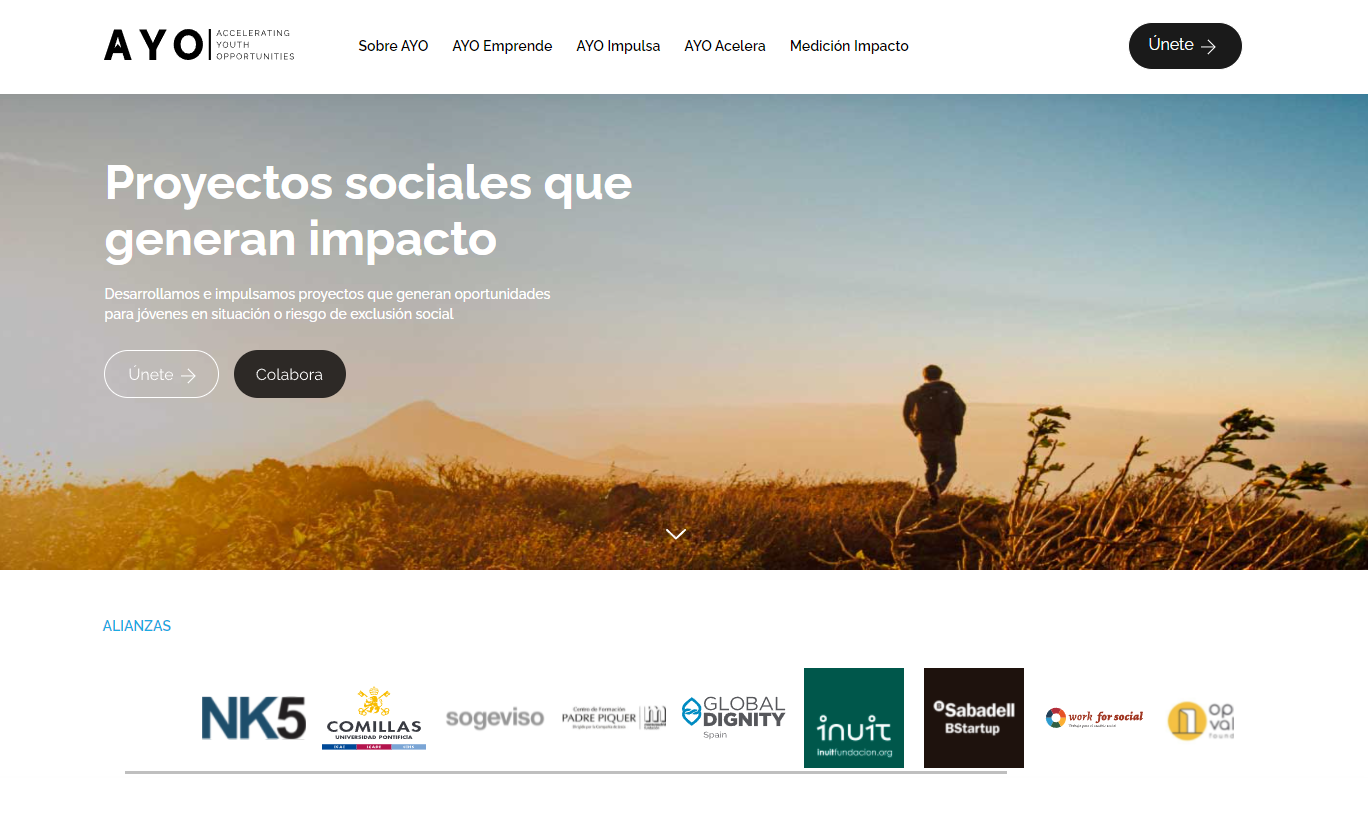 AYO
ACCELERATING
YOUTH
OPPORTUNITIES
Sobre AYO
AYO Emprende
AYO Impulsa
AYO Acelera
Medición Impacto
Únete
Proyectos sociales que
generan impacto
Desarrollamos e impulsamos proyectos que generan oportunidades
para jóvenes en situación o riesgo de exclusión social
Únete
Colabora
ALIANZAS
NK5
COMILLAS
UNIVERSIDAD PONTIFICIA
ICAI ICADE CIHS
sogeviso
Centro de Formación
PADRE PIQUER
GLOBAL
DIGNITY
Spain
inuit
inuitfundacion.org
Sabadell
BStartup
work for social
op
val
found